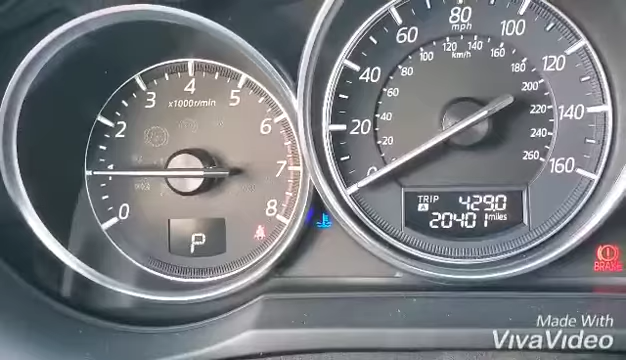 80
mph
60
100
40
120
20
140
0
160
100 120 140 160
km/h
80
180
60
200
40
220
20
240
260
4
3
5
x1000r/min
2
6
7
0
8
P
TRIP
A
429.0
20401 miles
BRAKE
Made With
VivaVideo